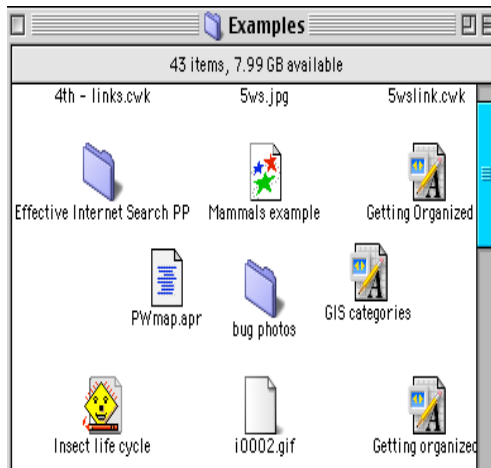 Examples
43 items, 7.99 GB available
4th - links.cwk 5ws.jpg 5wslink.cwk
Effective Internet Search PP Mammals example Getting Organized
PWmap.apr bug photos GIS categories
Insect life cycle i0002.gif Getting organized